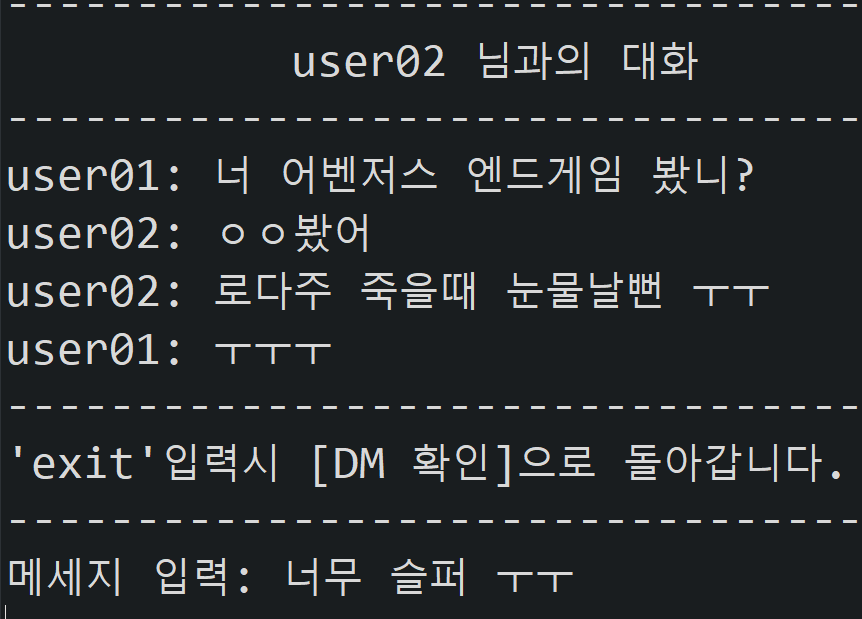 ---------------------------------
user02 님과의 대화
---------------------------------
user01: 너 어벤저스 엔드게임 봤니?
user02: ㅇㅇ봤어
user02: 로다주 죽을때 눈물날뻔 ㅜㅜ
user01: ㅜㅜㅜ
---------------------------------
'exit'입력시 [DM 확인]으로 돌아갑니다.
---------------------------------
메세지 입력: 너무 슬퍼 ㅜㅜ